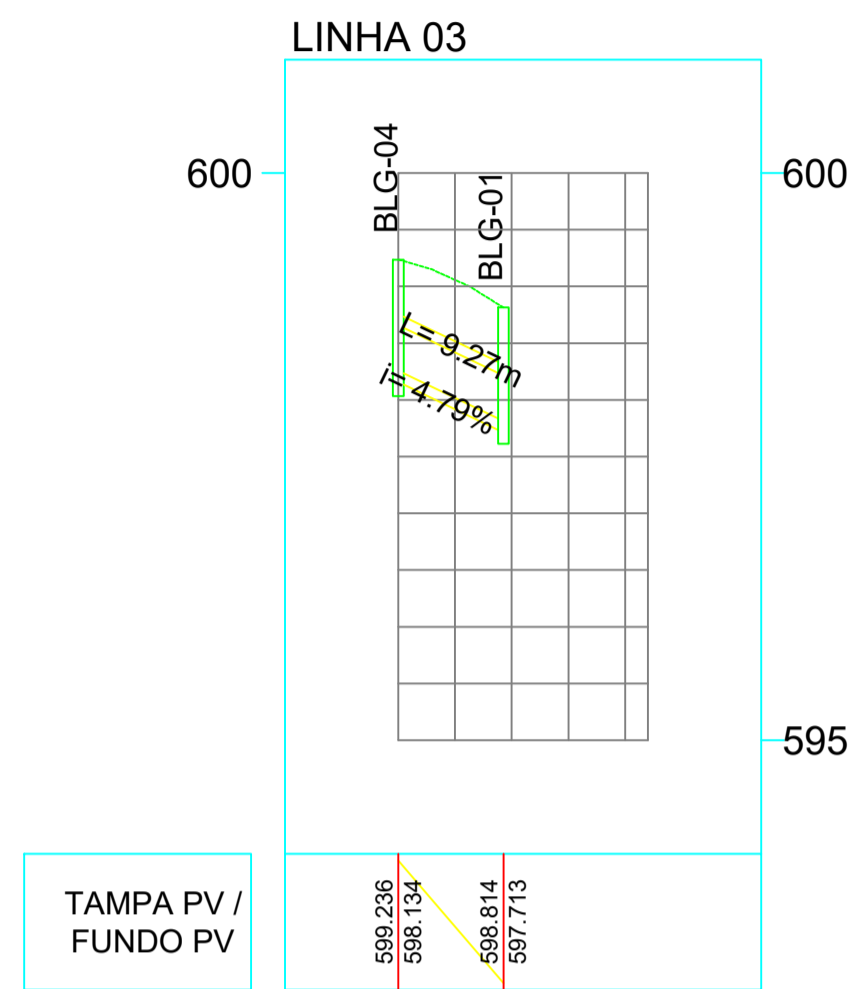 LINHA 03
600
600
BLG-04
BLG-01
L= 9.27m
i= 4.79%
595
TAMPA PV /
FUNDO PV
599.236
598.134
598.814
597.713